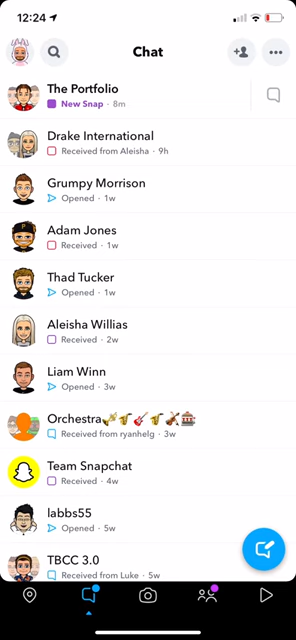 12:24
Chat
The Portfolio
New Snap · 8m
Drake International
Received from Aleisha · 9h
Grumpy Morrison
Opened · 1w
Adam Jones
Received · 1w
Thad Tucker
Opened · 1w
Aleisha Willias
Received · 2w
Liam Winn
Opened · 3w
Orchestra🎺🎷🎸🎷🎻🏛
Received from ryanhelg · 3w
Team Snapchat
Received · 4w
labbs55
Opened · 5w
TBCC 3.0
Received from Luke · 5w